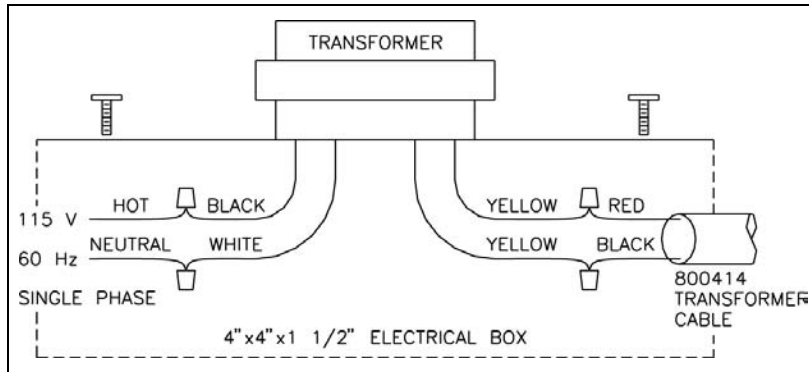 TRANSFORMER
HOT BLACK
YELLOW RED
115 V
NEUTRAL WHITE
YELLOW BLACK
60 Hz
SINGLE PHASE
800414
TRANSFORMER
CABLE
4"x4"x1 1/2" ELECTRICAL BOX